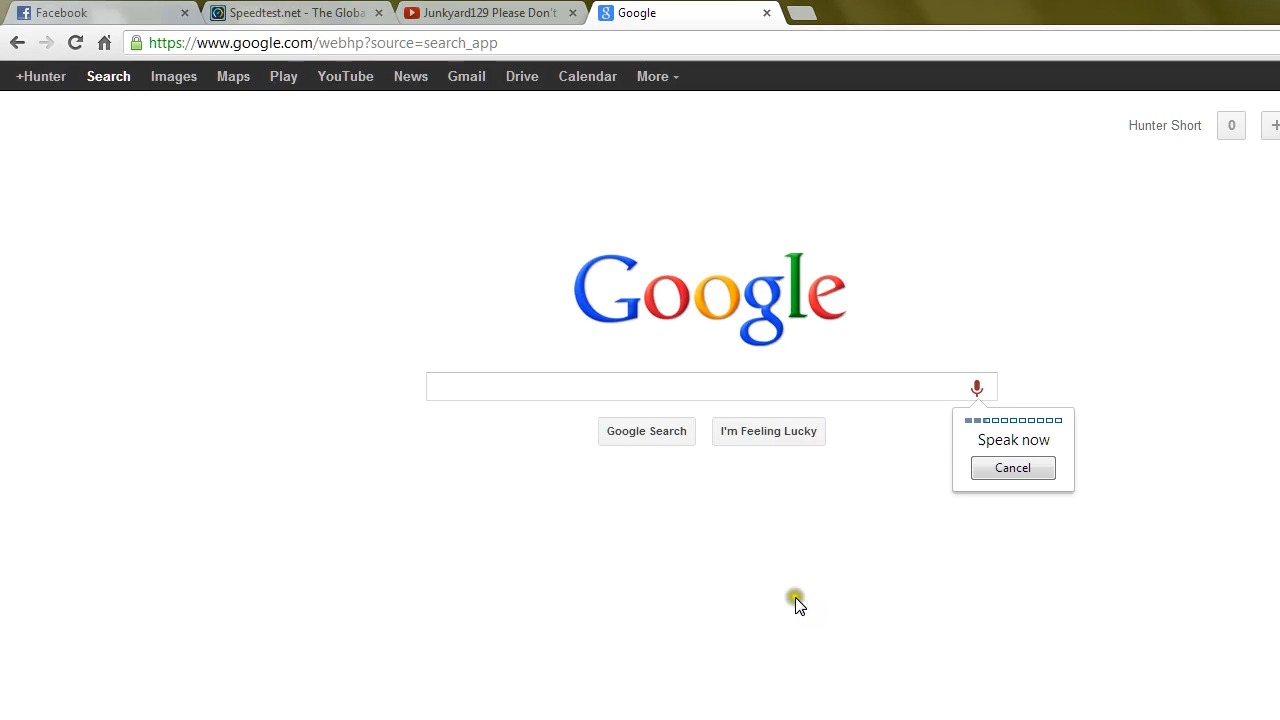 Facebook
Speedtest.net - The Globa
Junkyard129 Please Don't
Google
https://www.google.com/webhp?source=search_app
+Hunter Search Images Maps Play YouTube News Gmail Drive Calendar More
Hunter Short 0 +
Google
Google Search I'm Feeling Lucky
Speak now
Cancel